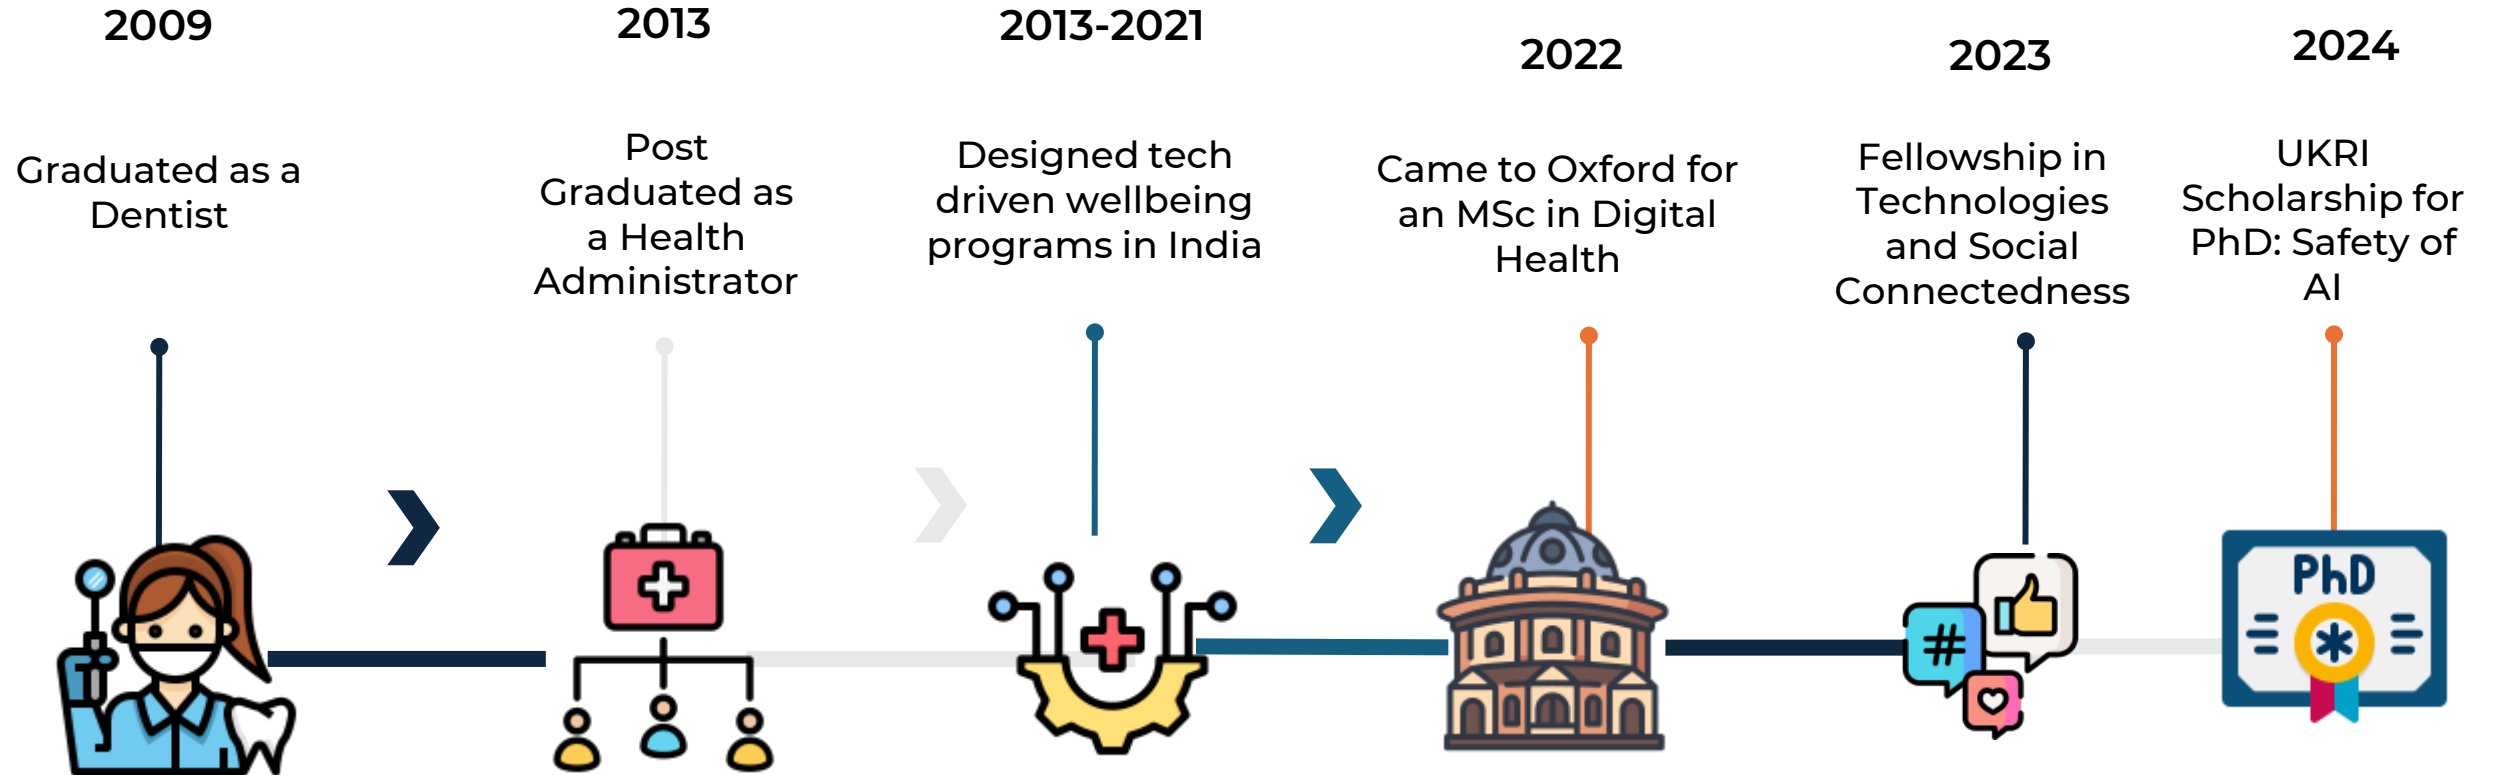 2009
Graduated as a
Dentist
2013
Post
Graduated as
a Health
Administrator
2013-2021
Designed tech
driven wellbeing
programs in India
2022
Came to Oxford for
an MSc in Digital
Health
2023
Fellowship in
Technologies
and Social
Connectedness
2024
UKRI
Scholarship for
PhD: Safety of
AI
#
PhD